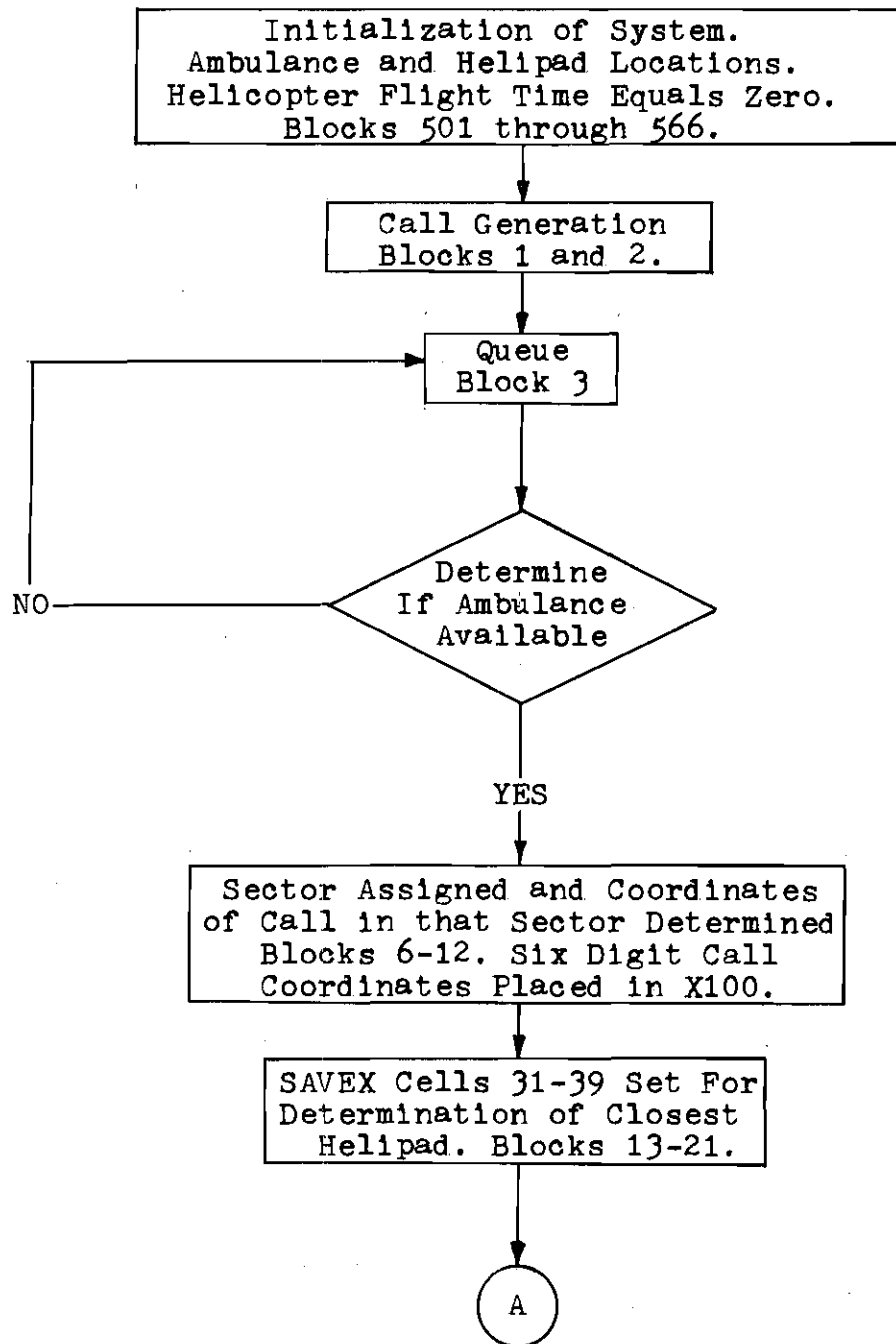 Initialization of System.
Ambulance and Helipad Locations.
Helicopter Flight Time Equals Zero.
Blocks 501 through 566.
Call Generation
Blocks 1 and 2.
Queue
Block 3
Determine
If Ambulance
Available
NO
YES
Sector Assigned and Coordinates
of Call in that Sector Determined
Blocks 6-12. Six Digit Call
Coordinates Placed in X100.
SAVEX Cells 31-39 Set For
Determination of Closest
Helipad. Blocks 13-21.
A